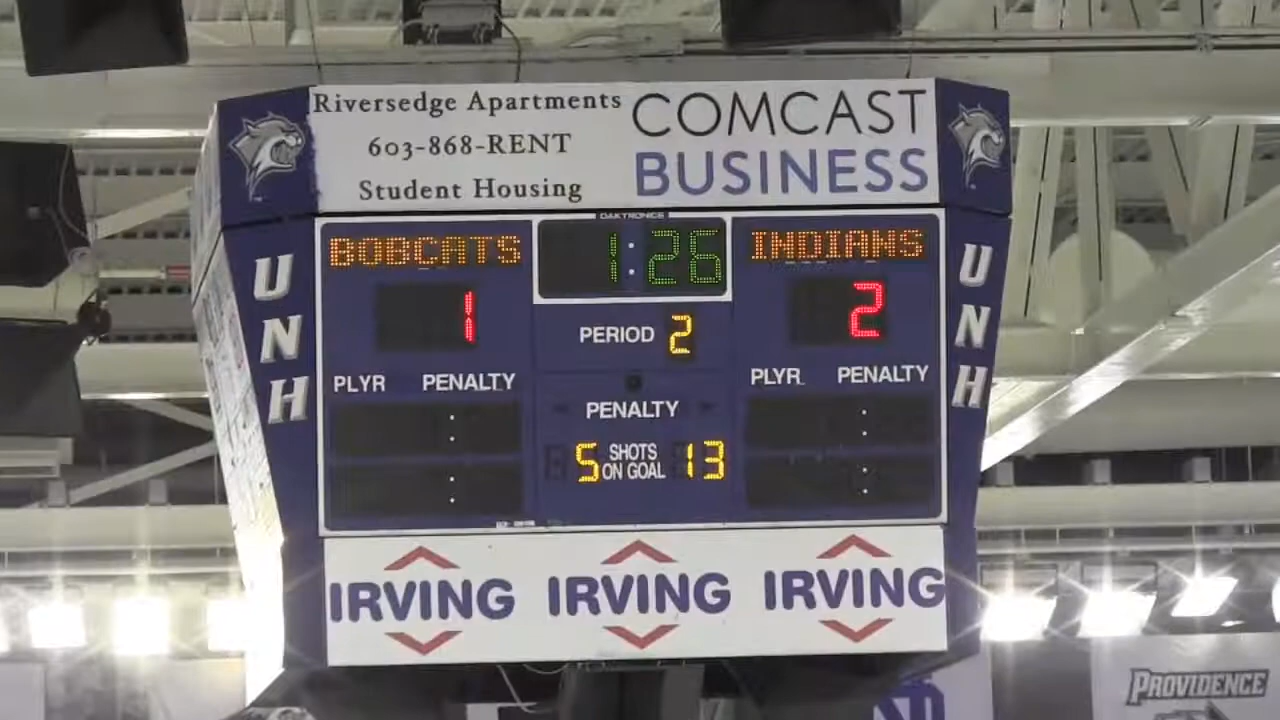 Riversedge Apartments
603-868-RENT
Student Housing
COMCAST
BUSINESS
DAKTRONICS
UNH
BOBCATS
1:26
INDIANS
UNH
1
PERIOD 2
2
PLYR PENALTY
PENALTY
PLYR PENALTY
5 SHOTS ON GOAL 13
IRVING IRVING IRVING
PROVIDENCE